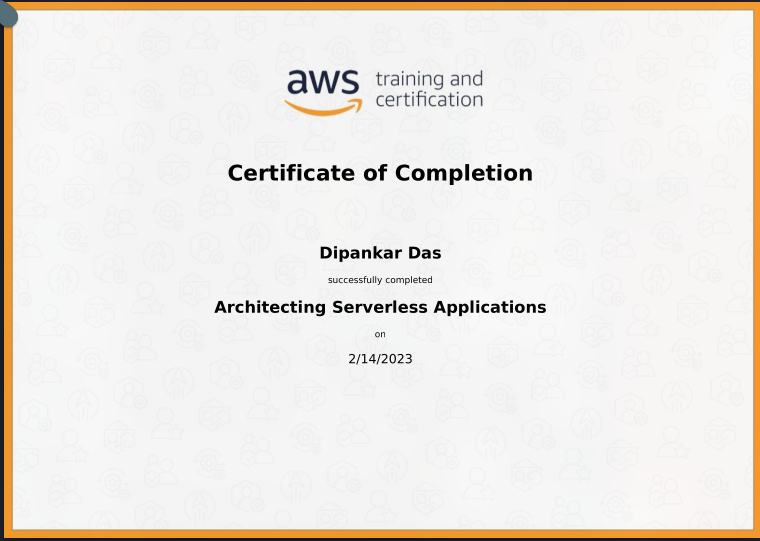 aws training and
certification
Certificate of Completion
Dipankar Das
successfully completed
Architecting Serverless Applications
on
2/14/2023